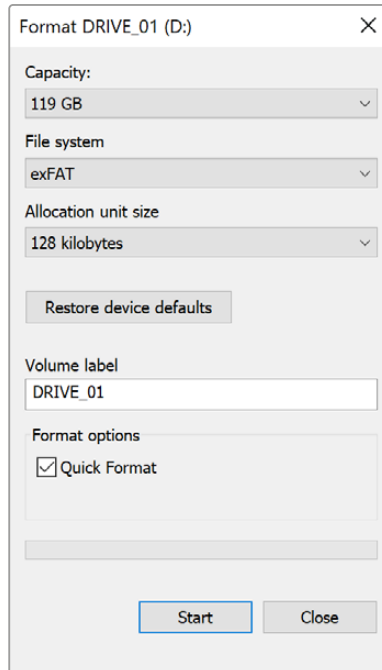 Format DRIVE_01 (D:)
Capacity:
119 GB
File system
exFAT
Allocation unit size
128 kilobytes
Restore device defaults
Volume label
DRIVE_01
Format options
Quick Format
Start Close